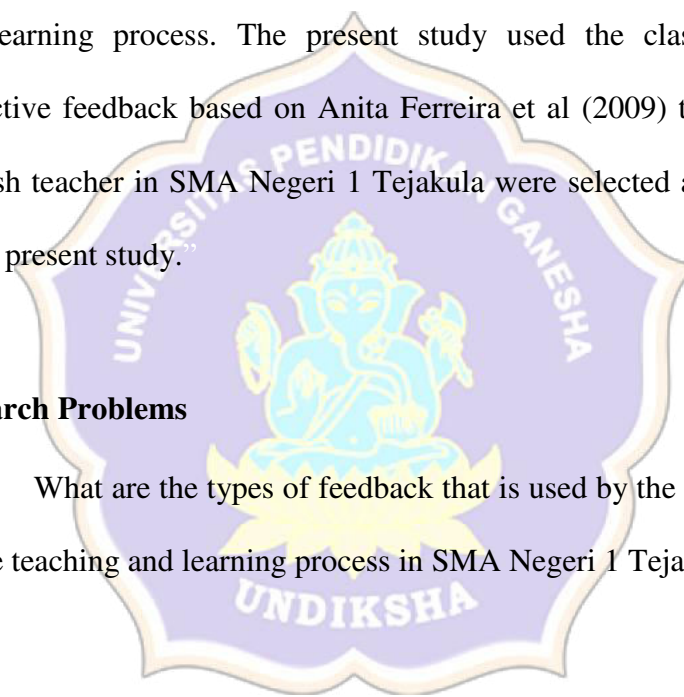 earning process. The present study used the clas
ctive feedback based on Anita Ferreira et al (2009) t
sh teacher in SMA Negeri 1 Tejakula were selected a
present study.”
arch Problems
What are the types of feedback that is used by the
e teaching and learning process in SMA Negeri 1 Teja
UNIVERSITAS PENDIDIKAN GANESHA
UNDIKSHA